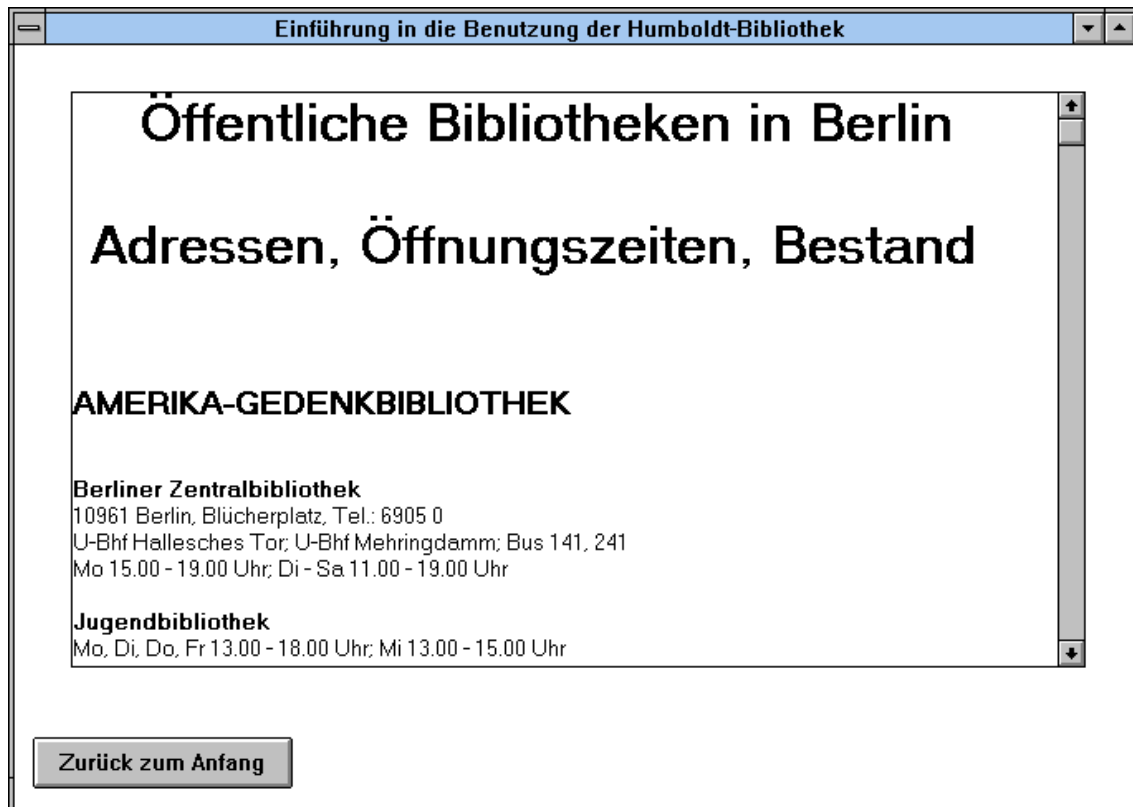 Einführung in die Benutzung der Humboldt-Bibliothek
Öffentliche Bibliotheken in Berlin
Adressen, Öffnungszeiten, Bestand
AMERIKA-GEDENKBIBLIOTHEK
Berliner Zentralbibliothek
10961 Berlin, Blücherplatz, Tel.: 6905 0
U-Bhf Hallesches Tor; U-Bhf Mehringdamm; Bus 141, 241
Mo 15.00 - 19.00 Uhr; Di - Sa 11.00 - 19.00 Uhr
Jugendbibliothek
Mo, Di, Do, Fr 13.00 - 18.00 Uhr; Mi 13.00 - 15.00 Uhr
Zurück zum Anfang